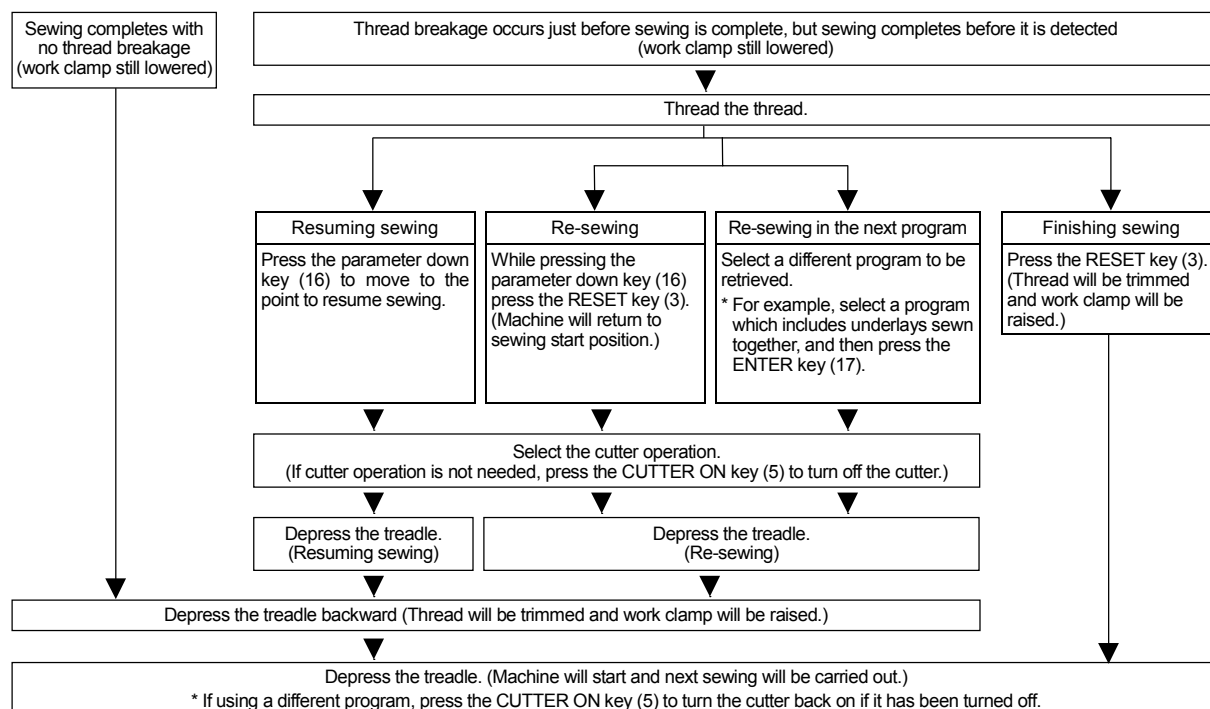 Sewing completes with
no thread breakage
(work clamp still lowered)
Thread breakage occurs just before sewing is complete, but sewing completes before it is detected
(work clamp still lowered)
Thread the thread.
Resuming sewing
Press the parameter down
key (16) to move to the
point to resume sewing.
Re-sewing
While pressing the
parameter down key (16)
press the RESET key (3).
(Machine will return to
sewing start position.)
Re-sewing in the next program
Select a different program to be
retrieved.
* For example, select a program
which includes underlays sewn
together, and then press the
ENTER key (17).
Finishing sewing
Press the RESET key (3).
(Thread will be trimmed
and work clamp will be
raised.)
Select the cutter operation.
(If cutter operation is not needed, press the CUTTER ON key (5) to turn off the cutter.)
Depress the treadle.
(Resuming sewing)
Depress the treadle.
(Re-sewing)
Depress the treadle backward (Thread will be trimmed and work clamp will be raised.)
Depress the treadle. (Machine will start and next sewing will be carried out.)
* If using a different program, press the CUTTER ON key (5) to turn the cutter back on if it has been turned off.